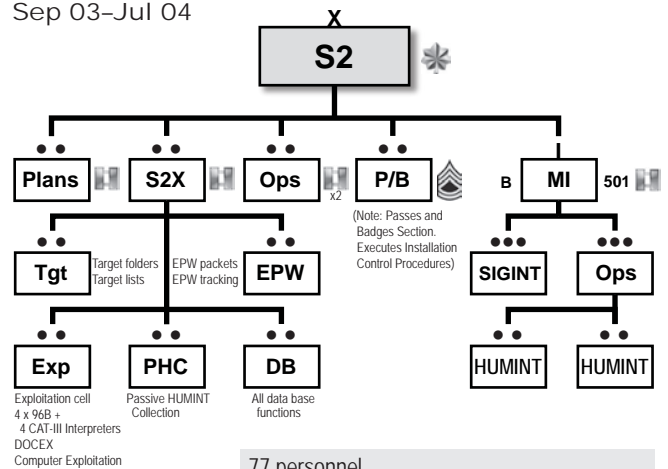 Sep 03–Jul 04
X
S2
Plans
S2X
Ops
x2
P/B
B
MI
501
(Note: Passes and
Badges Section.
Executes Installation
Control Procedures)
Tgt
Target folders
Target lists
EPW packets
EPW tracking
EPW
SIGINT
Ops
Exp
PHC
DB
HUMINT
HUMINT
Exploitation cell
4 x 96B +
4 CAT-III Interpreters
DOCEX
Computer Exploitation
Passive HUMINT
Collection
All data base
functions
77 personnel